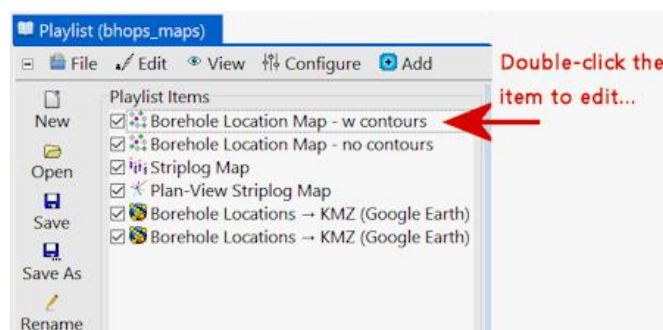 Playlist (bhops_maps)
File Edit View Configure Add
Double-click the
item to edit...
New
Open
Save
Save As
Rename
Playlist Items
Borehole Location Map - w contours
Borehole Location Map - no contours
Striplog Map
Plan-View Striplog Map
Borehole Locations → KMZ (Google Earth)
Borehole Locations → KMZ (Google Earth)